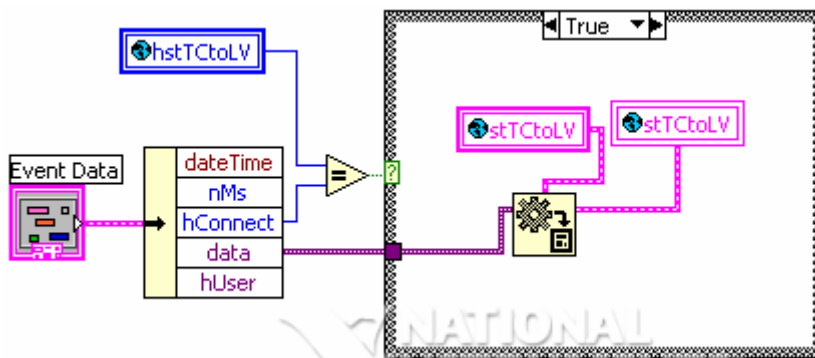 True
hstTCtoLV
stTCtoLV
stTCtoLV
Event Data
dateTime
nMs
hConnect
data
hUser
=
?
NATIONAL